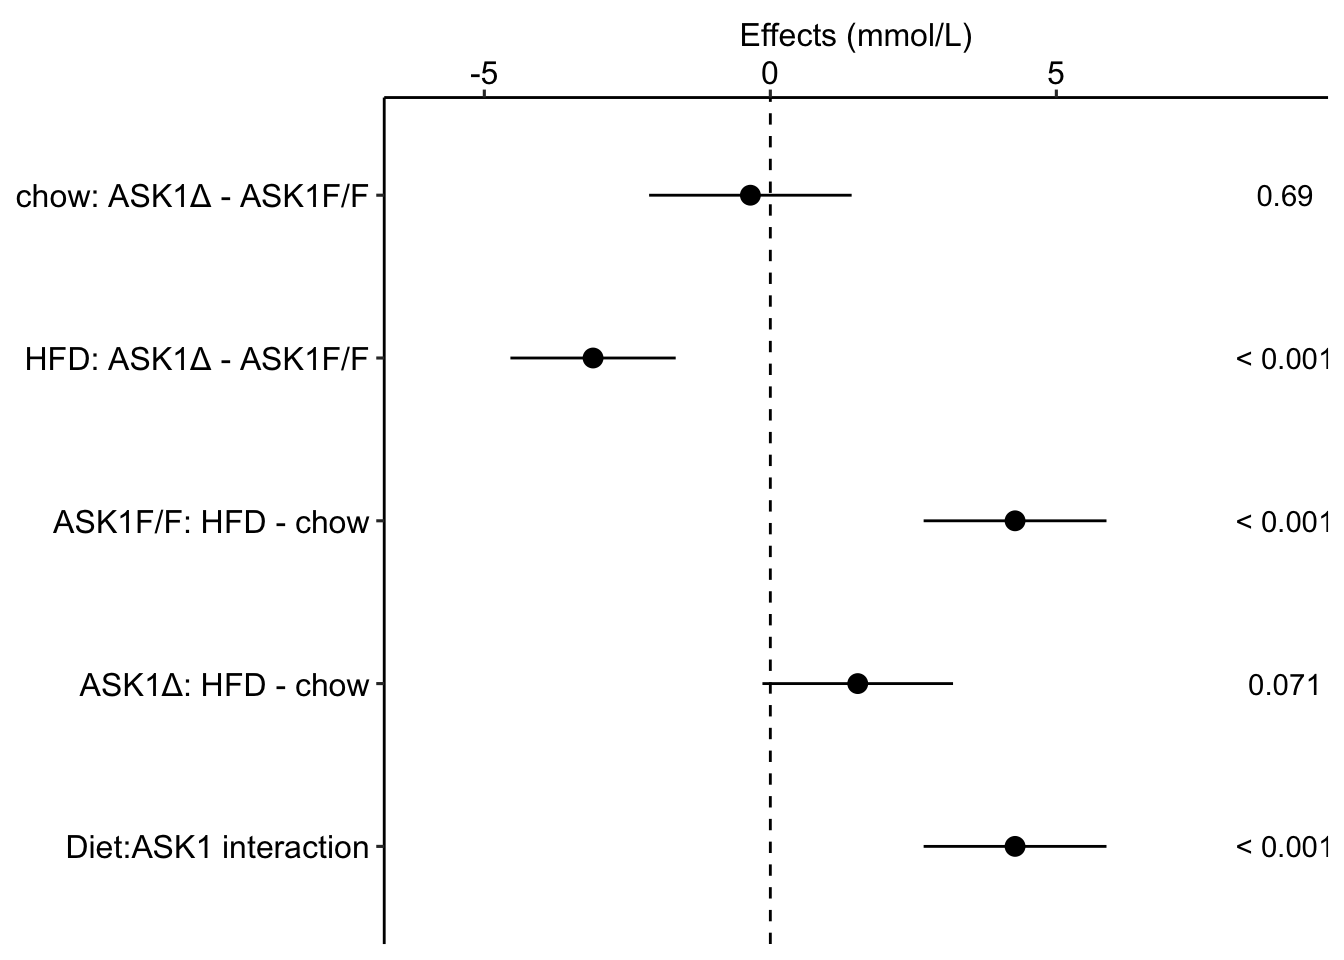 Effects (mmol/L)
-5 0 5
chow: ASK1Δ - ASK1F/F 0.69
HFD: ASK1Δ - ASK1F/F < 0.001
ASK1F/F: HFD - chow < 0.001
ASK1Δ: HFD - chow 0.071
Diet:ASK1 interaction < 0.001